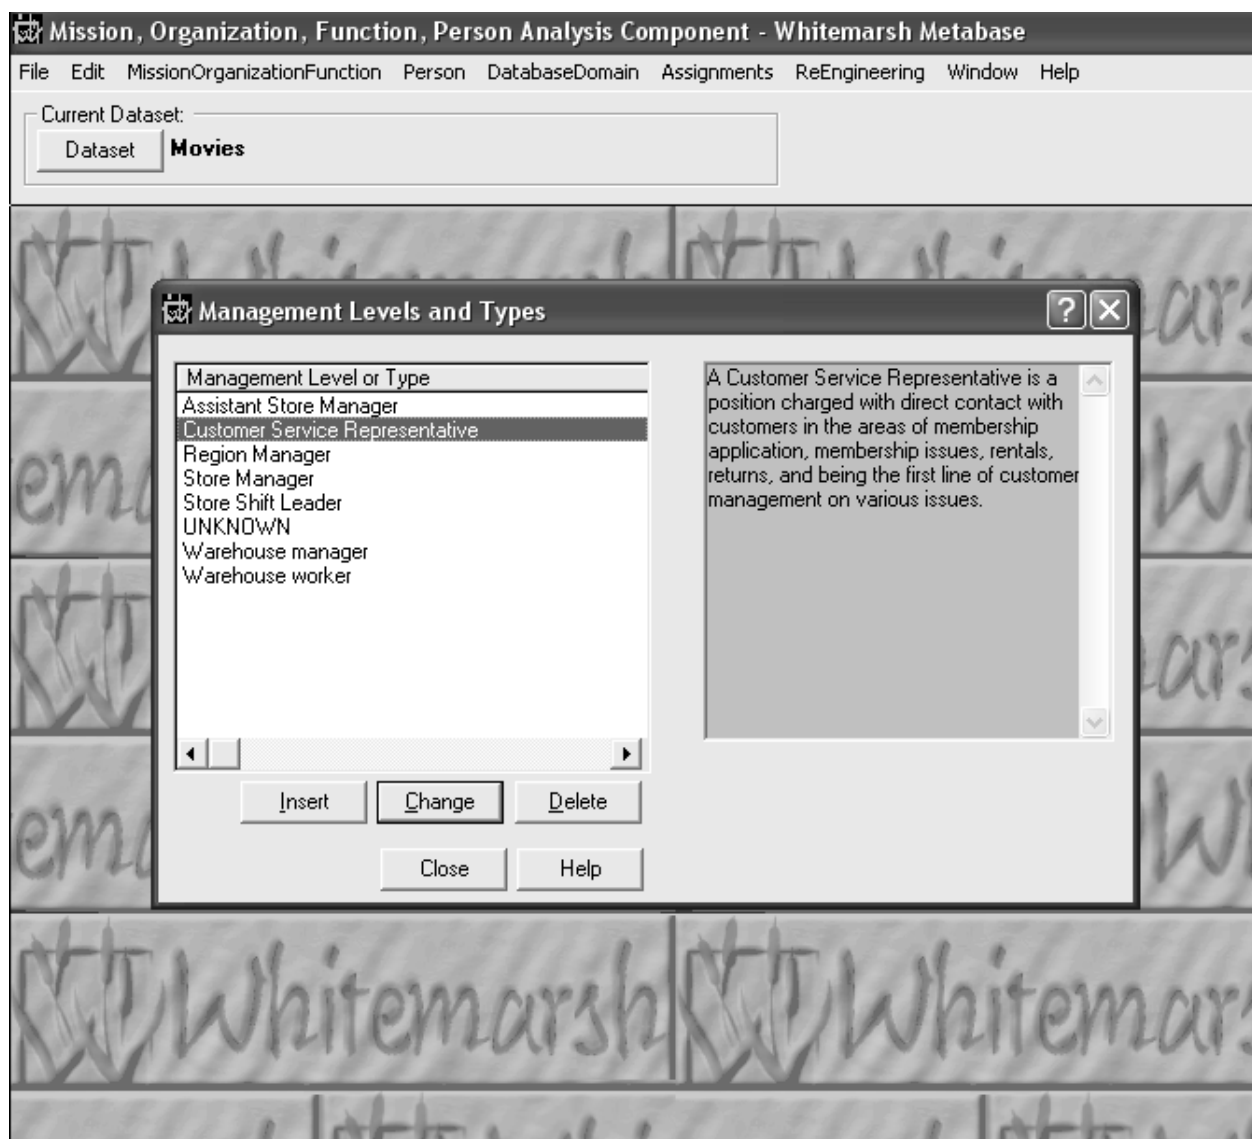 Mission, Organization, Function, Person Analysis Component - Whitemarsh Metabase
File Edit MissionOrganizationFunction Person DatabaseDomain Assignments ReEngineering Window Help
Current Dataset:
Dataset Movies
Management Levels and Types
Management Level or Type
Assistant Store Manager
Customer Service Representative
Region Manager
Store Manager
Store Shift Leader
UNKNOWN
Warehouse manager
Warehouse worker
A Customer Service Representative is a
position charged with direct contact with
customers in the areas of membership
application, membership issues, rentals,
returns, and being the first line of customer
management on various issues.
Insert Change Delete
Close Help
Whitemarsh Whitemars